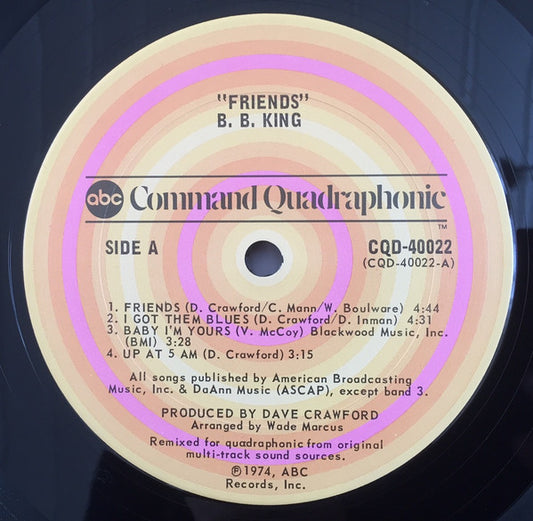 "FRIENDS"
B. B. KING
abc Command Quadraphonic
TM
SIDE A
CQD-40022
(CQD-40022-A)
1. FRIENDS (D. Crawford/C. Mann/W. Boulware) 4:44
2. I GOT THEM BLUES (D. Crawford/D. Inman) 4:31
3. BABY I'M YOURS (V. McCoy) Blackwood Music, Inc.
(BMI) 3:28
4. UP AT 5 AM (D. Crawford) 3:15
All songs published by American Broadcasting
Music, Inc. & DaAnn Music (ASCAP), except band 3.
PRODUCED BY DAVE CRAWFORD
Arranged by Wade Marcus
Remixed for quadraphonic from original
multi-track sound sources.
℗1974, ABC
Records, Inc.